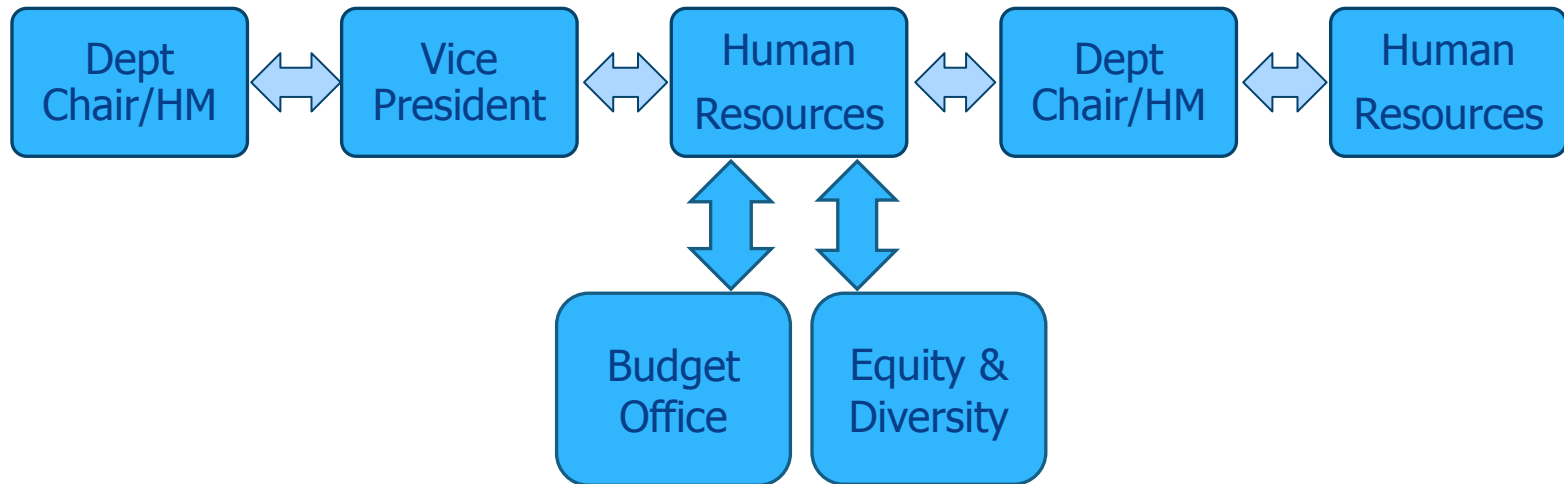 Dept
Chair/HM
Vice
President
Human
Resources
Dept
Chair/HM
Human
Resources
Budget
Office
Equity &
Diversity